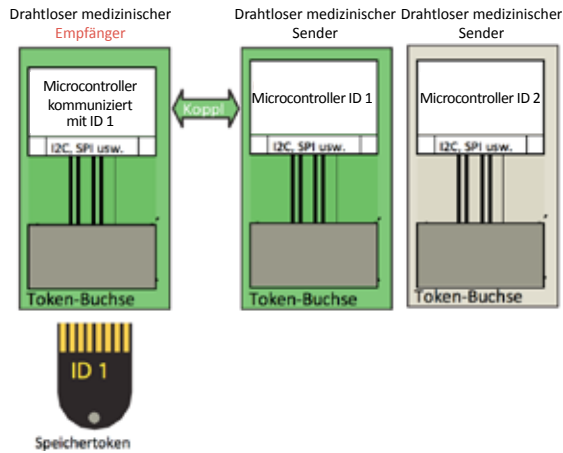 Drahtloser medizinischer
Empfänger
Drahtloser medizinischer
Sender
Drahtloser medizinischer
Sender
Microcontroller
kommuniziert
mit ID 1
I2C, SPI usw.
Token-Buchse
Koppl
Microcontroller ID 1
I2C, SPI usw.
Token-Buchse
Microcontroller ID 2
I2C, SPI usw.
Token-Buchse
ID 1
Speichertoken